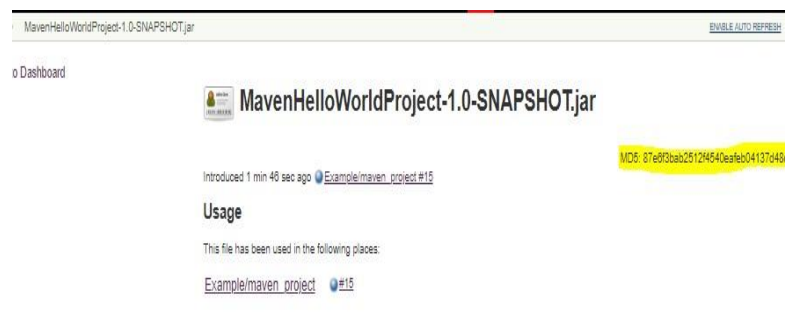 MavenHelloWorldProject-1.0-SNAPSHOT.jar
ENABLE AUTO REFRESH
o Dashboard
MavenHelloWorldProject-1.0-SNAPSHOT.jar
MD5:
Introduced 1 min 46 sec ago Example/maven_project #15
Usage
This file has been used in the following places:
Example/maven_project #15